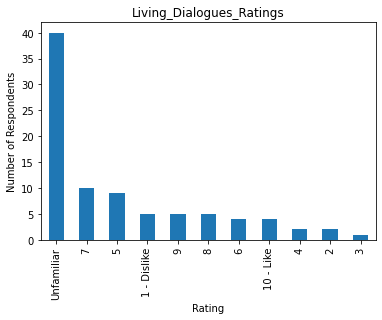 Living_Dialogues_Ratings
Number of Respondents
40
35
30
25
20
15
10
5
0
Unfamiliar
7
5
1 - Dislike
9
8
6
10 - Like
4
2
3
Rating